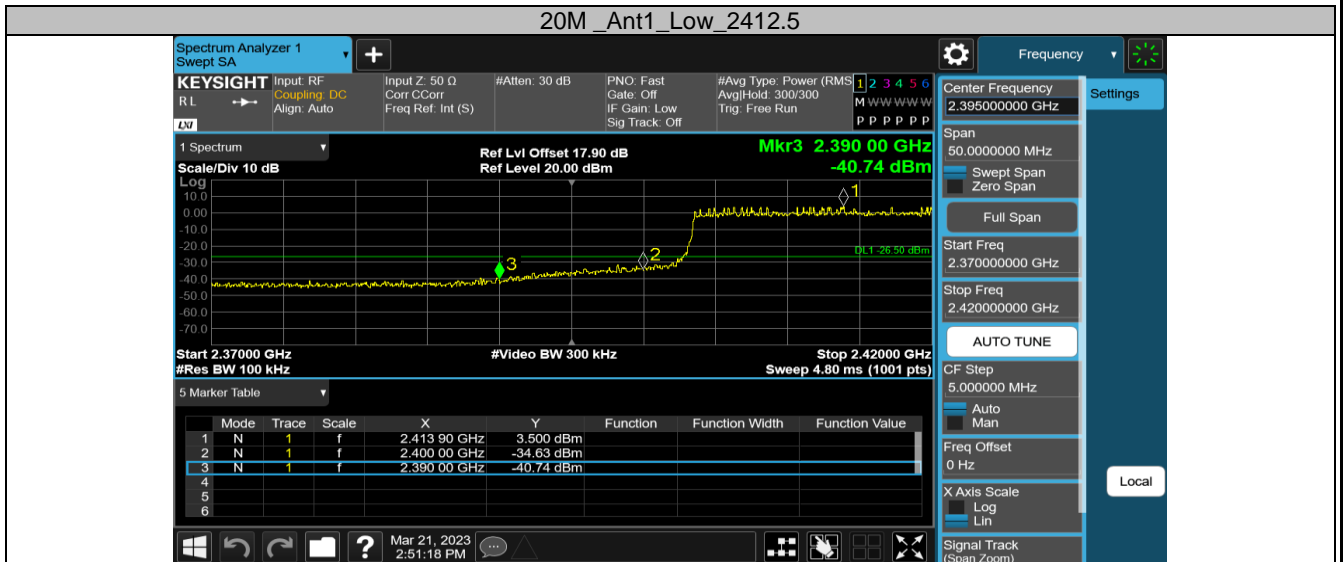 20M _Ant1_Low_2412.5
Spectrum Analyzer 1
Swept SA
+
Frequency
KEYSIGHT
R L
LXI
Input: RF
Coupling: DC
Align: Auto
Input Z: 50 Ω
Corr CCorr
Freq Ref: Int (S)
#Atten: 30 dB
PNO: Fast
Gate: Off
IF Gain: Low
Sig Track: Off
#Avg Type: Power (RMS
Avg|Hold: 300/300
Trig: Free Run
1 2 3 4 5 6
M W W W W W
P P P P P P
Center Frequency
2.395000000 GHz
Settings
1 Spectrum
Scale/Div 10 dB
Ref Lvl Offset 17.90 dB
Ref Level 20.00 dBm
Mkr3 2.390 00 GHz
-40.74 dBm
Log
10.0
0.00
-10.0
-20.0
-30.0
-40.0
-50.0
-60.0
-70.0
1
2
3
DL1 -26.50 dBm
Start 2.37000 GHz
#Res BW 100 kHz
#Video BW 300 kHz
Stop 2.42000 GHz
Sweep 4.80 ms (1001 pts)
Span
50.0000000 MHz
Swept Span
Zero Span
Full Span
Start Freq
2.370000000 GHz
Stop Freq
2.420000000 GHz
AUTO TUNE
CF Step
5.000000 MHz
Auto
Man
Freq Offset
0 Hz
X Axis Scale
Log
Lin
Signal Track
(Span Zoom)
Local
5 Marker Table
Mode Trace Scale X Y Function Function Width Function Value
1 N 1 f 2.413 90 GHz 3.500 dBm
2 N 1 f 2.400 00 GHz -34.63 dBm
3 N 1 f 2.390 00 GHz -40.74 dBm
4
5
6
?
Mar 21, 2023
2:51:18 PM